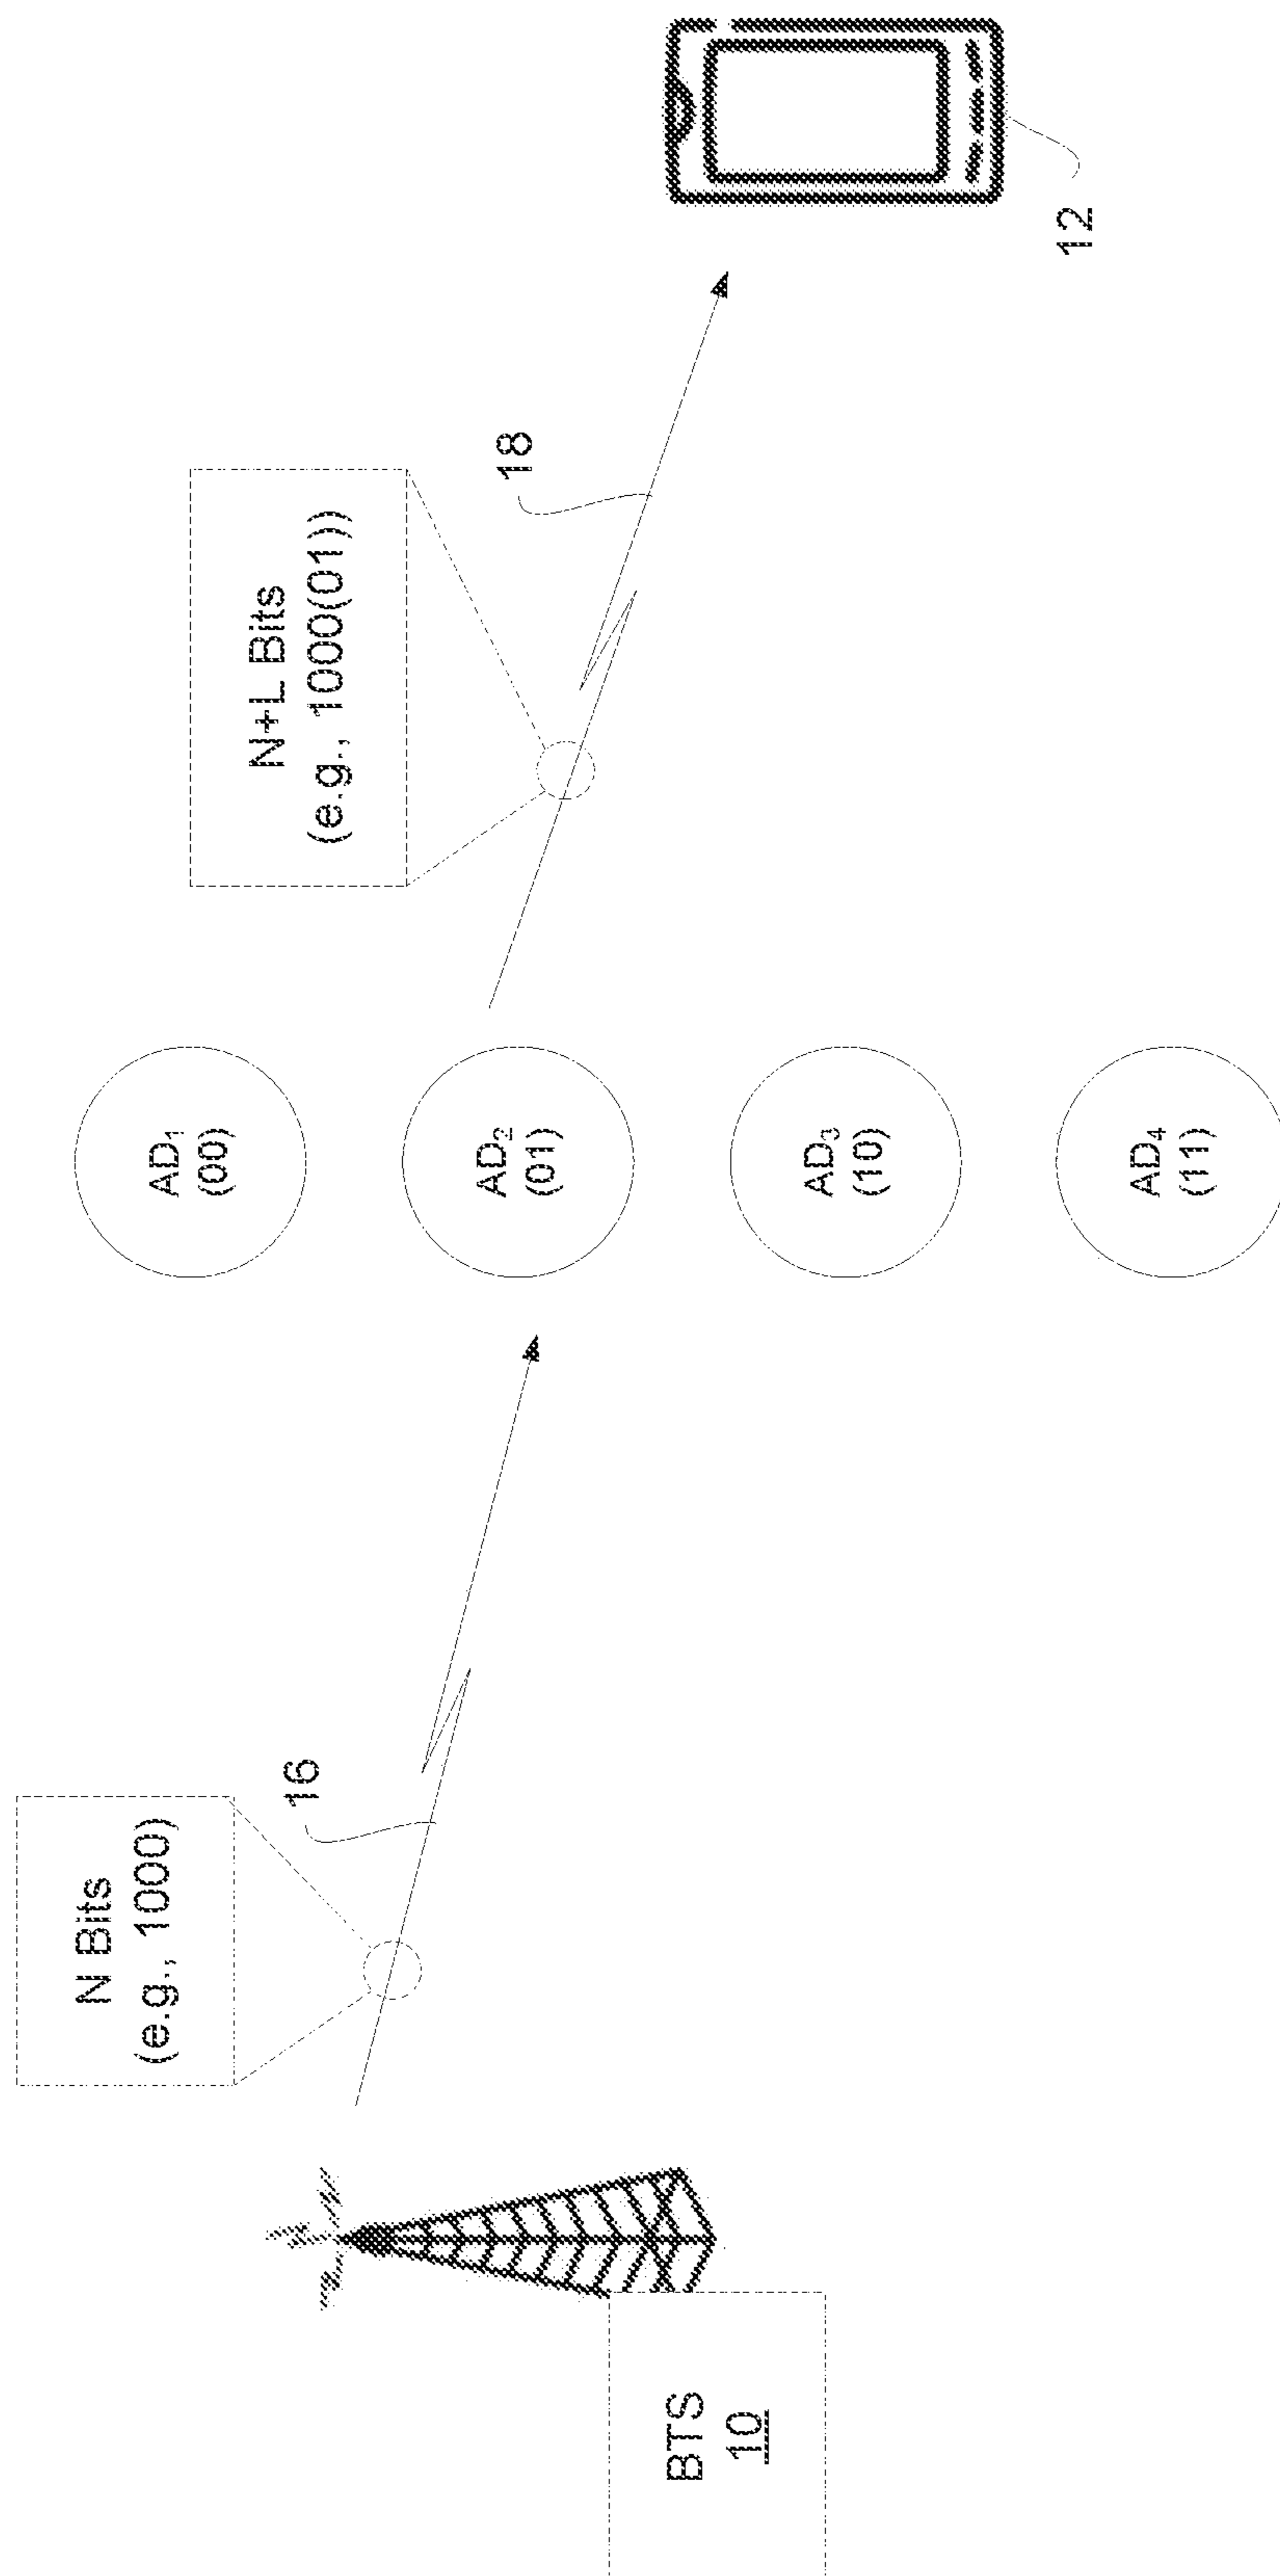 N Bits
(e.g., 1000)
16
BTS
10
AD1
(00)
AD2
(01)
AD3
(10)
AD4
(11)
N+L Bits
(e.g., 1000(01))
18
12